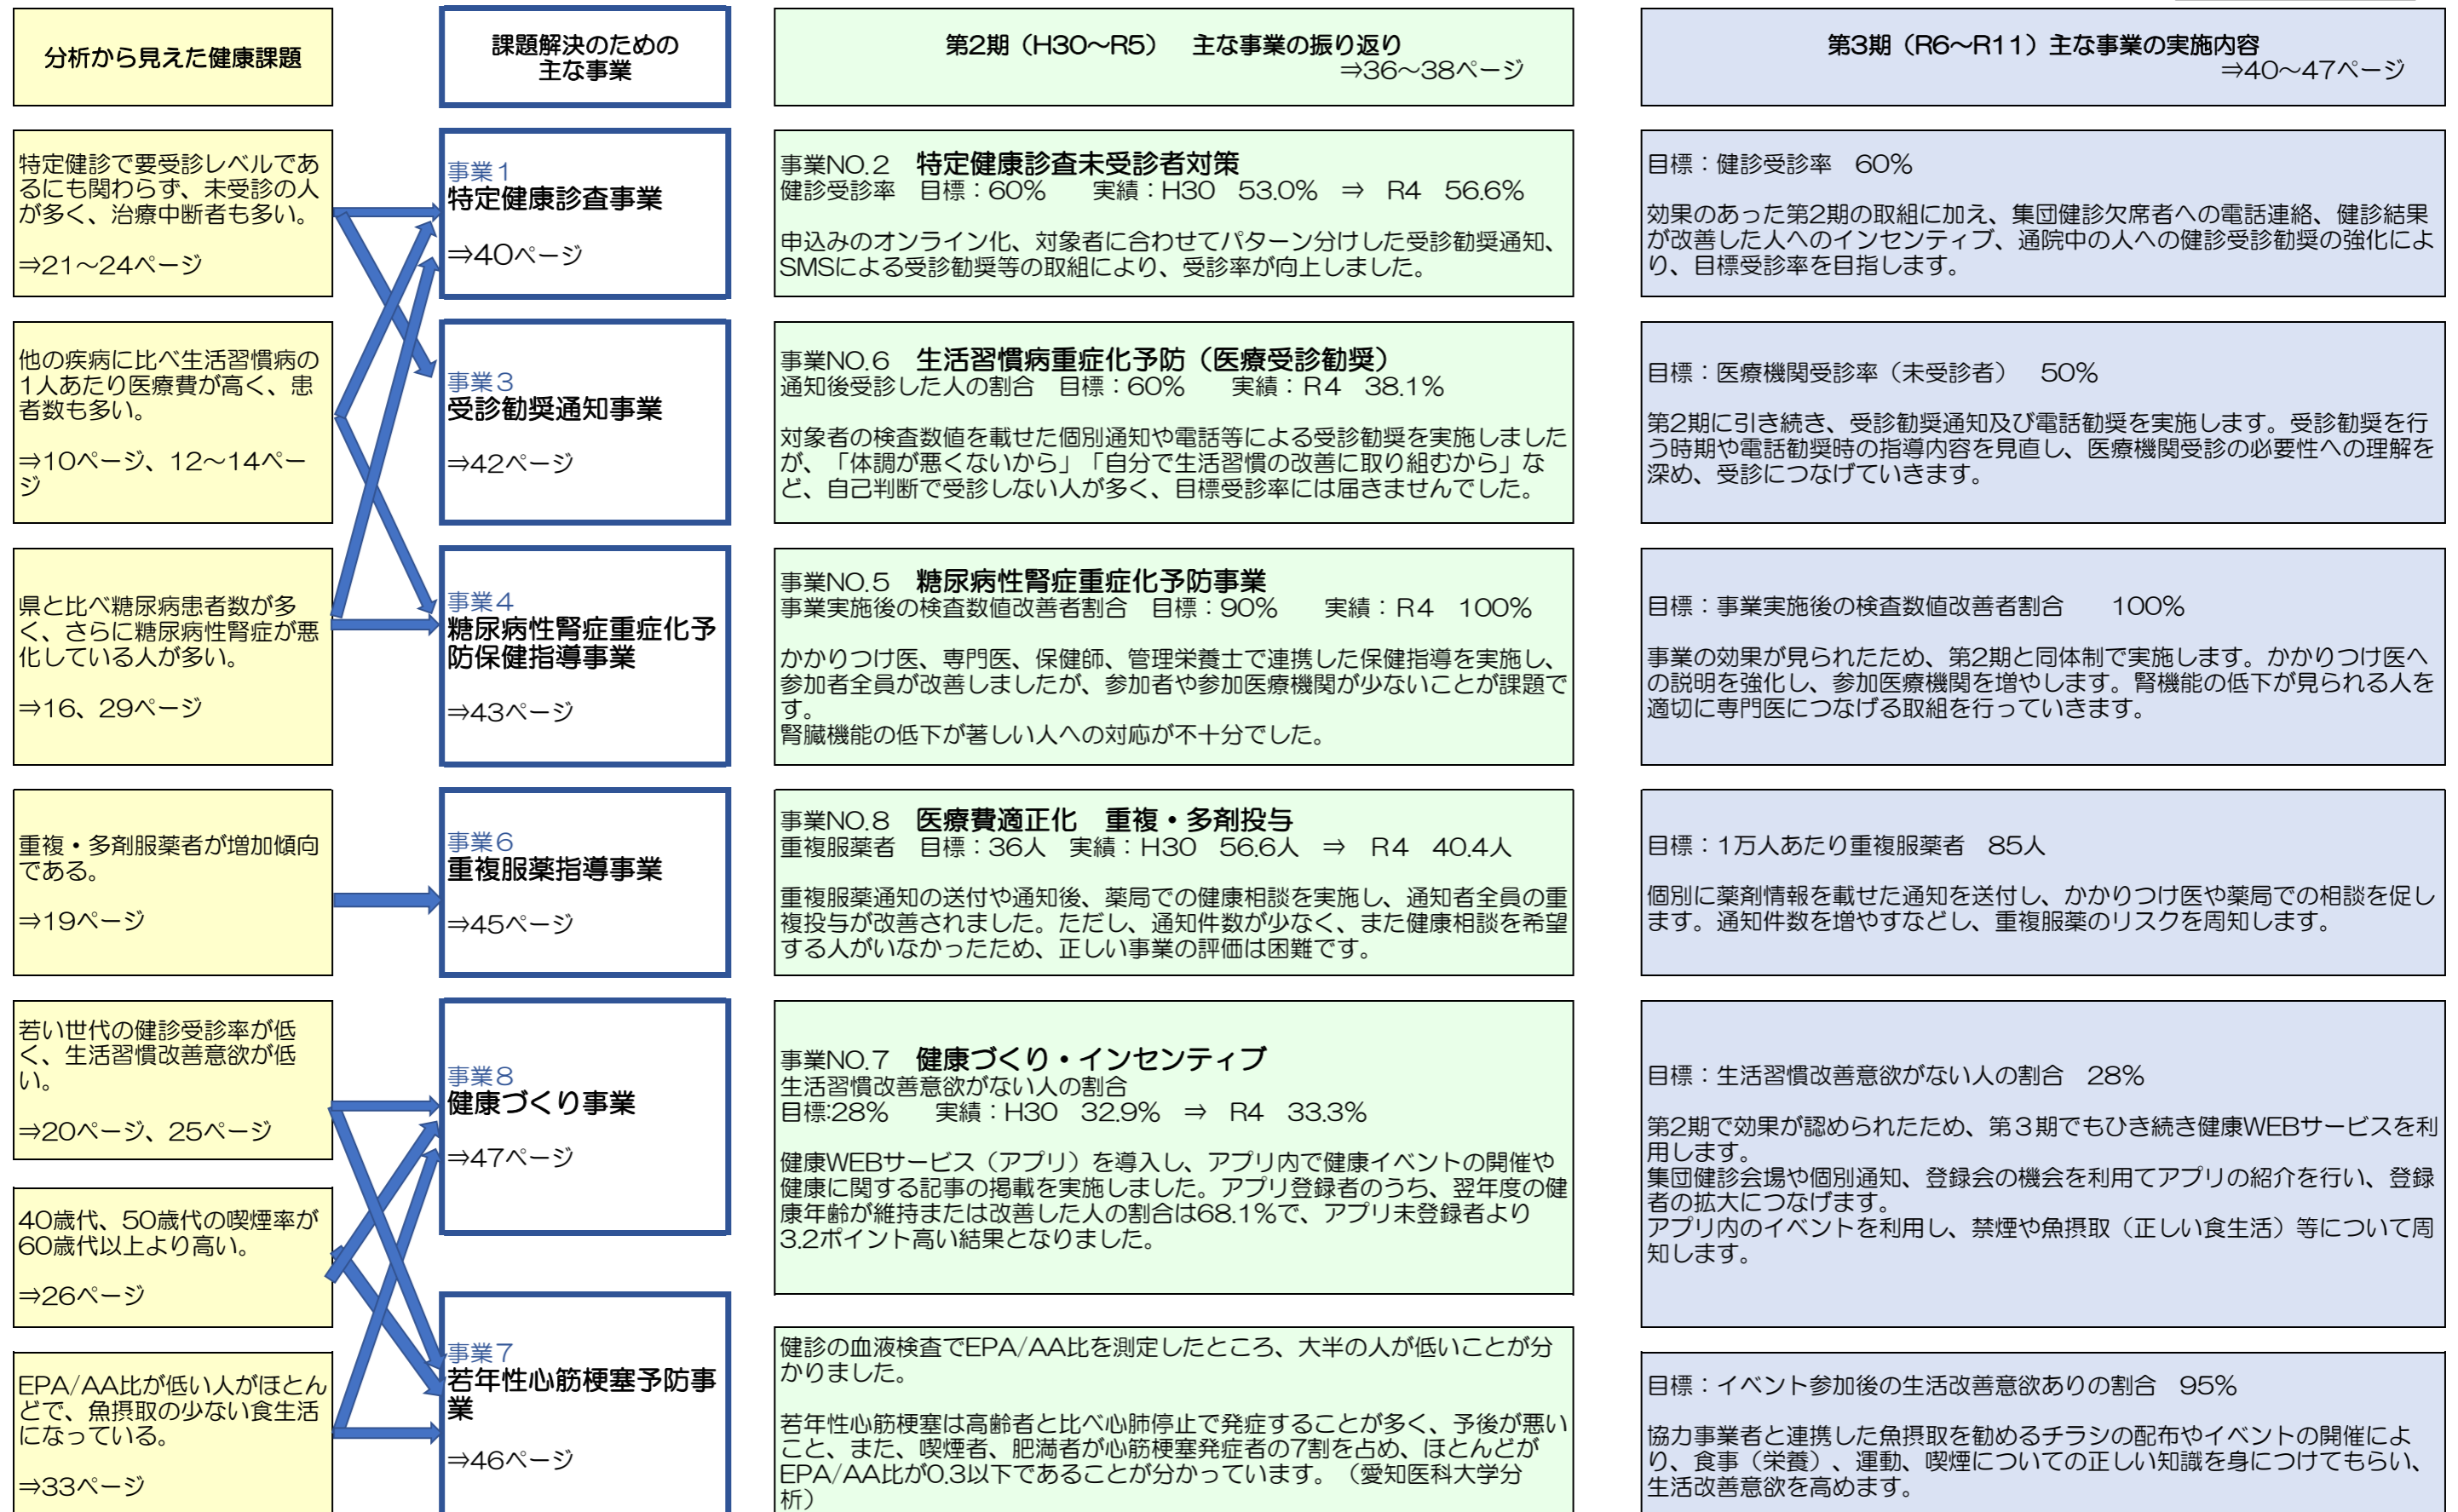 分析から見えた健康課題
課題解決のための
主な事業
第2期（H30～R5）　主な事業の振り返り
⇒36～38ページ
第3期（R6～R11）主な事業の実施内容
⇒40～47ページ
特定健診で要受診レベルであ
るにも関わらず、未受診の人
が多く、治療中断者も多い。
⇒21～24ページ
事業１
特定健康診査事業
⇒40ページ
事業NO.2　特定健康診査未受診者対策
健診受診率　目標：60%　　実績：H30　53.0%　⇒　R4　56.6%
申込みのオンライン化、対象者に合わせてパターン分けした受診勧奨通知、
SMSによる受診勧奨等の取組により、受診率が向上しました。
目標：健診受診率　60%
効果のあった第2期の取組に加え、集団健診欠席者への電話連絡、健診結果
が改善した人へのインセンティブ、通院中の人への健診受診勧奨の強化によ
り、目標受診率を目指します。
他の疾病に比べ生活習慣病の
1人あたり医療費が高く、患
者数も多い。
⇒10ページ、12～14ペー
ジ
事業３
受診勧奨通知事業
⇒42ページ
事業NO.6　生活習慣病重症化予防（医療受診勧奨）
通知後受診した人の割合　目標：60%　　実績：Ｒ4　38.1%
対象者の検査数値を載せた個別通知や電話等による受診勧奨を実施しました
が、「体調が悪くないから」「自分で生活習慣の改善に取り組むから」な
ど、自己判断で受診しない人が多く、目標受診率には届きませんでした。
目標：医療機関受診率（未受診者）　50%
第2期に引き続き、受診勧奨通知及び電話勧奨を実施します。受診勧奨を行
う時期や電話勧奨時の指導内容を見直し、医療機関受診の必要性への理解を
深め、受診につなげていきます。
県と比べ糖尿病患者数が多
く、さらに糖尿病性腎症が悪
化している人が多い。
⇒16、29ページ
事業４
糖尿病性腎症重症化予
防保健指導事業
⇒43ページ
事業NO.5　糖尿病性腎症重症化予防事業
事業実施後の検査数値改善者割合　目標：90%　　実績：Ｒ4　100%
かかりつけ医、専門医、保健師、管理栄養士で連携した保健指導を実施し、
参加者全員が改善しましたが、参加者や参加医療機関が少ないことが課題で
す。
腎臓機能の低下が著しい人への対応が不十分でした。
目標：事業実施後の検査数値改善者割合　　100%
事業の効果が見られたため、第2期と同体制で実施します。かかりつけ医へ
の説明を強化し、参加医療機関を増やします。腎機能の低下が見られる人を
適切に専門医につなげる取組を行っていきます。
重複・多剤服薬者が増加傾向
である。
⇒19ページ
事業６
重複服薬指導事業
⇒45ページ
事業NO.8　医療費適正化　重複・多剤投与
重複服薬者　目標：36人　実績：H30　56.6人　⇒　Ｒ4　40.4人
重複服薬通知の送付や通知後、薬局での健康相談を実施し、通知者全員の重
複投与が改善されました。ただし、通知件数が少なく、また健康相談を希望
する人がいなかったため、正しい事業の評価は困難です。
目標：1万人あたり重複服薬者　85人
個別に薬剤情報を載せた通知を送付し、かかりつけ医や薬局での相談を促し
ます。通知件数を増やすなどし、重複服薬のリスクを周知します。
若い世代の健診受診率が低
く、生活習慣改善意欲が低
い。
⇒20ページ、25ページ
事業８
健康づくり事業
⇒47ページ
事業NO.7　健康づくり・インセンティブ
生活習慣改善意欲がない人の割合
目標:28%　　実績：H30　32.9%　⇒　R4　33.3%
健康WEBサービス（アプリ）を導入し、アプリ内で健康イベントの開催や
健康に関する記事の掲載を実施しました。アプリ登録者のうち、翌年度の健
康年齢が維持または改善した人の割合は68.1%で、アプリ未登録者より
3.2ポイント高い結果となりました。
目標：生活習慣改善意欲がない人の割合　28%
第2期で効果が認められたため、第３期でもひき続き健康WEBサービスを利
用します。
集団健診会場や個別通知、登録会の機会を利用てアプリの紹介を行い、登録
者の拡大につなげます。
アプリ内のイベントを利用し、禁煙や魚摂取（正しい食生活）等について周
知します。
40歳代、50歳代の喫煙率が
60歳代以上より高い。
⇒26ページ
EPA/AA比が低い人がほとん
どで、魚摂取の少ない食生活
になっている。
⇒33ページ
事業７
若年性心筋梗塞予防事
業
⇒46ページ
健診の血液検査でEPA/AA比を測定したところ、大半の人が低いことが分
かりました。
若年性心筋梗塞は高齢者と比べ心肺停止で発症することが多く、予後が悪い
こと、また、喫煙者、肥満者が心筋梗塞発症者の7割を占め、ほとんどが
EPA/AA比が0.3以下であることが分かっています。（愛知医科大学分
析）
目標：イベント参加後の生活改善意欲ありの割合　95%
協力事業者と連携した魚摂取を勧めるチラシの配布やイベントの開催によ
り、食事（栄養）、運動、喫煙についての正しい知識を身につけてもらい、
生活改善意欲を高めます。